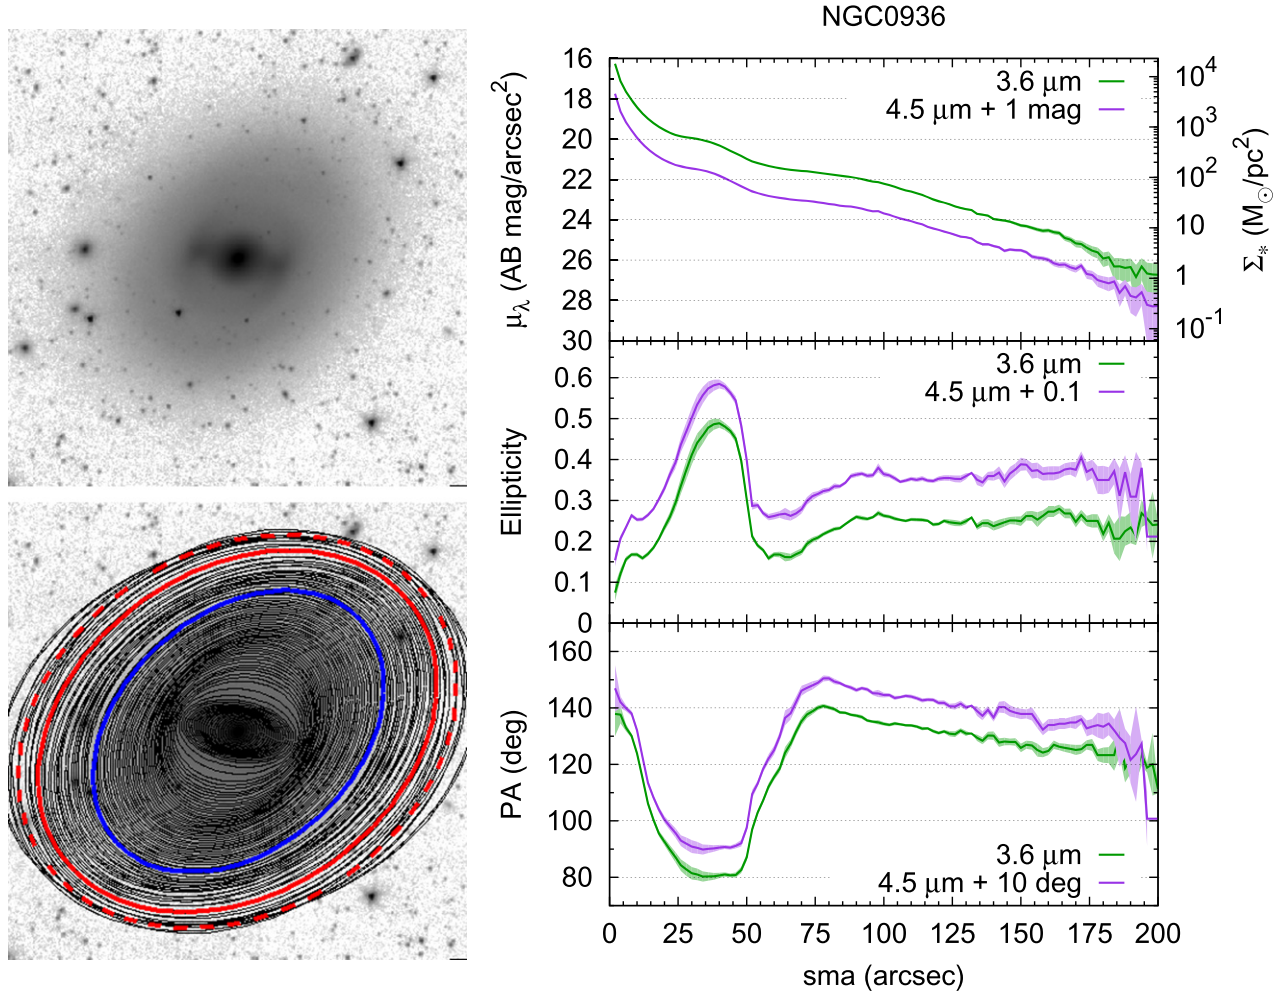 NGC0936
16
18
20
22
24
26
28
30
μλ (AB mag/arcsec²)
3.6 μm
4.5 μm + 1 mag
10⁴
10³
10²
10
1
10⁻¹
Σ* (M☉/pc²)
0.6
0.5
0.4
0.3
0.2
0.1
0
Ellipticity
3.6 μm
4.5 μm + 0.1
160
140
120
100
80
PA (deg)
3.6 μm
4.5 μm + 10 deg
0 25 50 75 100 125 150 175 200
sma (arcsec)